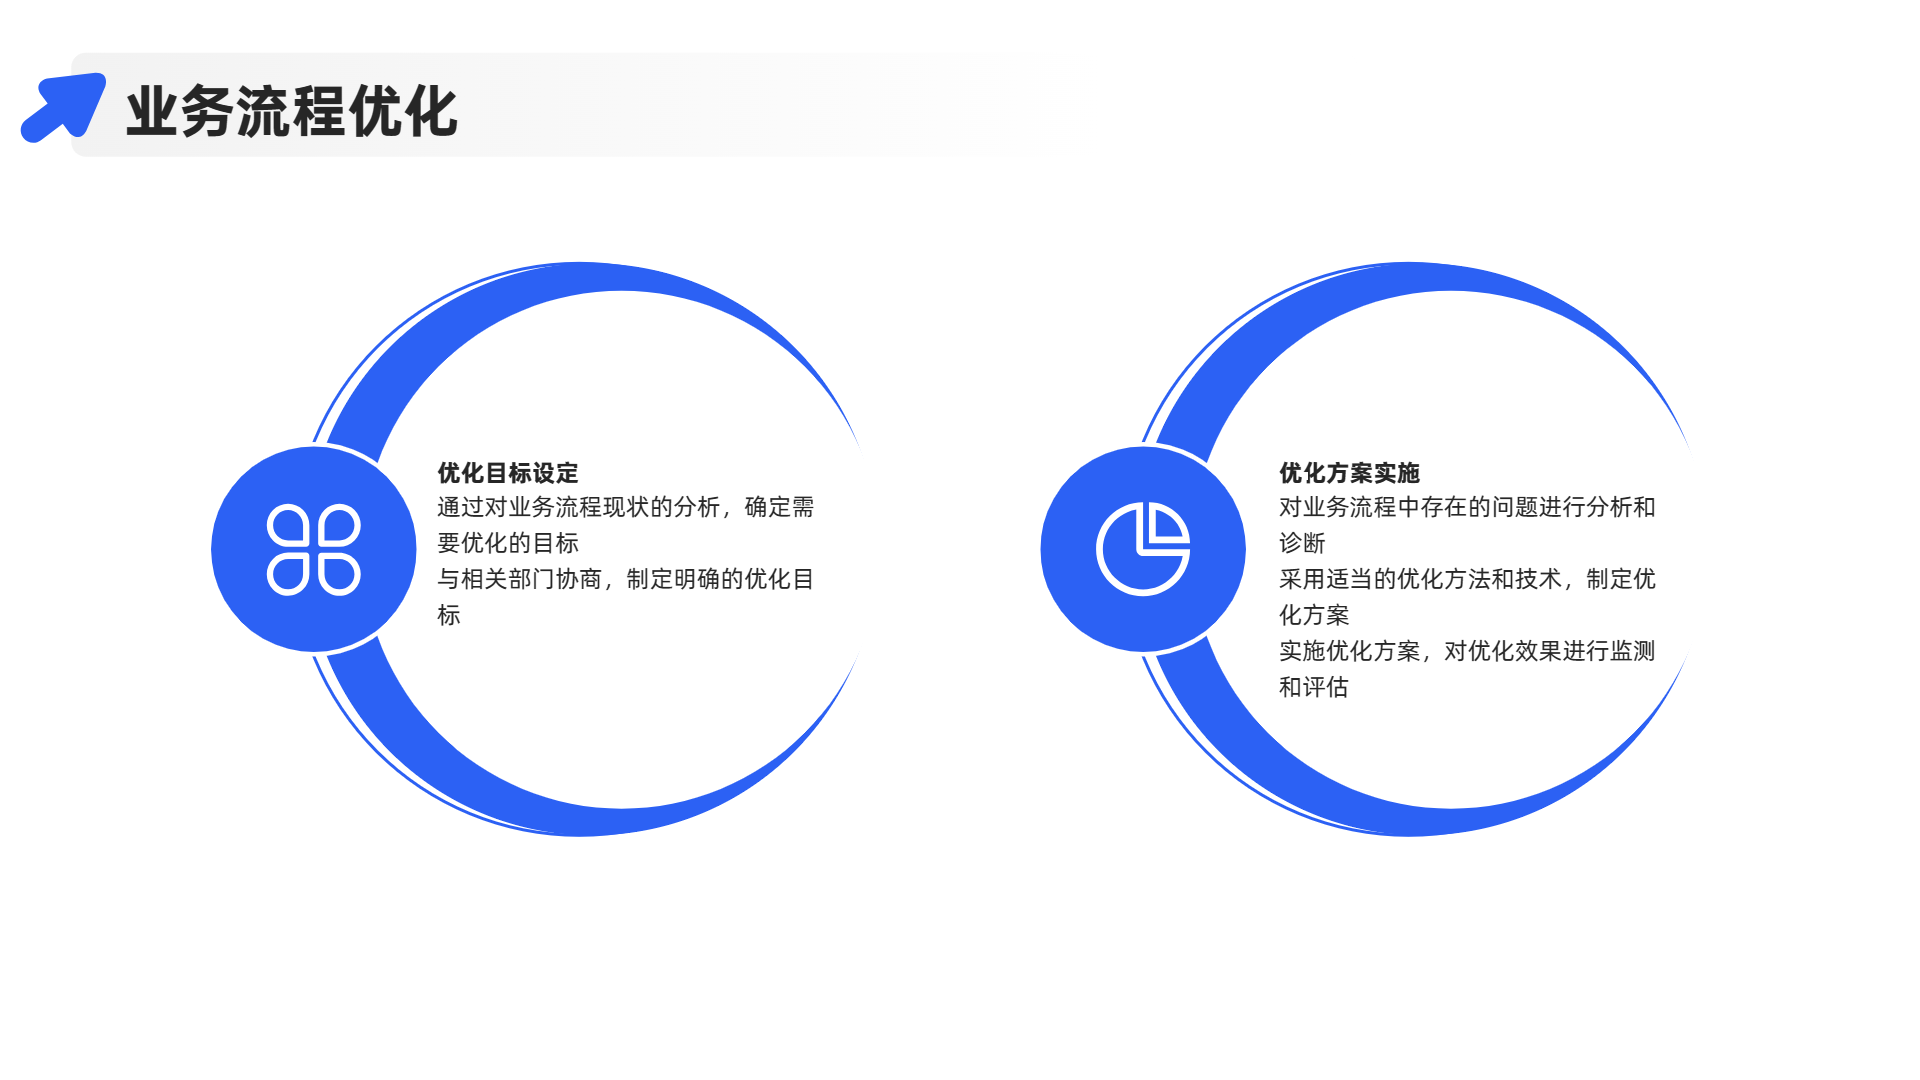 业务流程优化
优化目标设定
通过对业务流程现状的分析，确定需
要优化的目标
与相关部门协商，制定明确的优化目
标
优化方案实施
对业务流程中存在的问题进行分析和
诊断
采用适当的优化方法和技术，制定优
化方案
实施优化方案，对优化效果进行监测
和评估